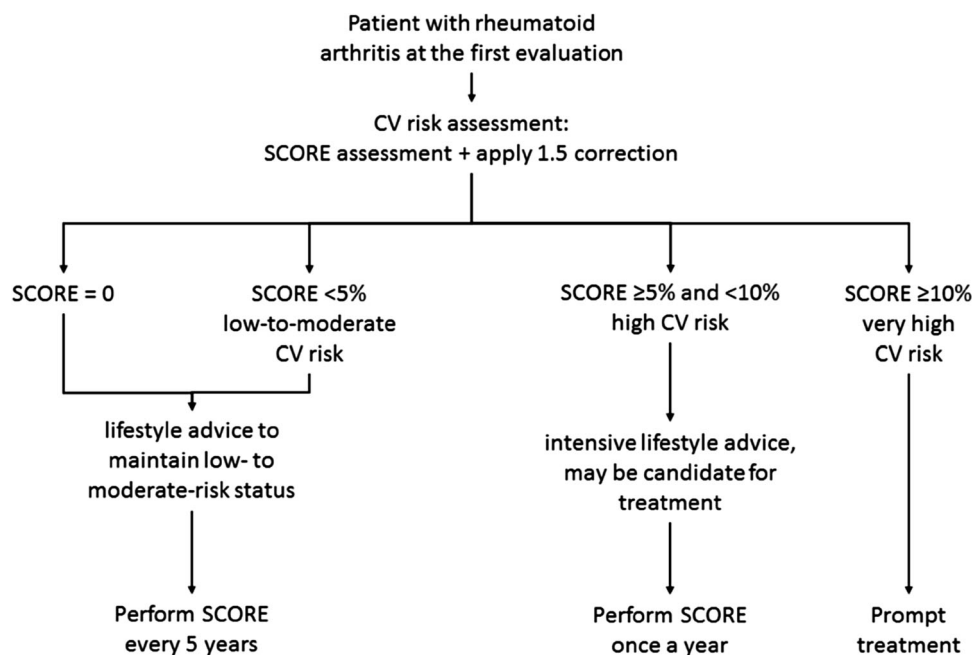 Patient with rheumatoid
arthritis at the first evaluation
CV risk assessment:
SCORE assessment + apply 1.5 correction
SCORE = 0
SCORE <5%
low-to-moderate
CV risk
SCORE ≥5% and <10%
high CV risk
SCORE ≥10%
very high
CV risk
lifestyle advice to
maintain low- to
moderate-risk status
intensive lifestyle advice,
may be candidate for
treatment
Perform SCORE
every 5 years
Perform SCORE
once a year
Prompt
treatment